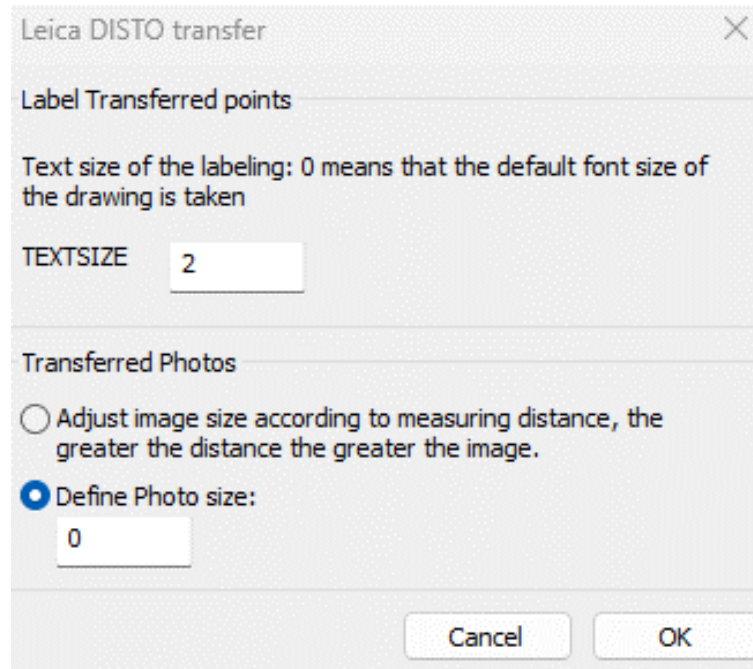 Leica DISTO transfer
Label Transferred points
Text size of the labeling: 0 means that the default font size of
the drawing is taken
TEXTSIZE 2
Transferred Photos
Adjust image size according to measuring distance, the
greater the distance the greater the image.
Define Photo size:
0
Cancel OK